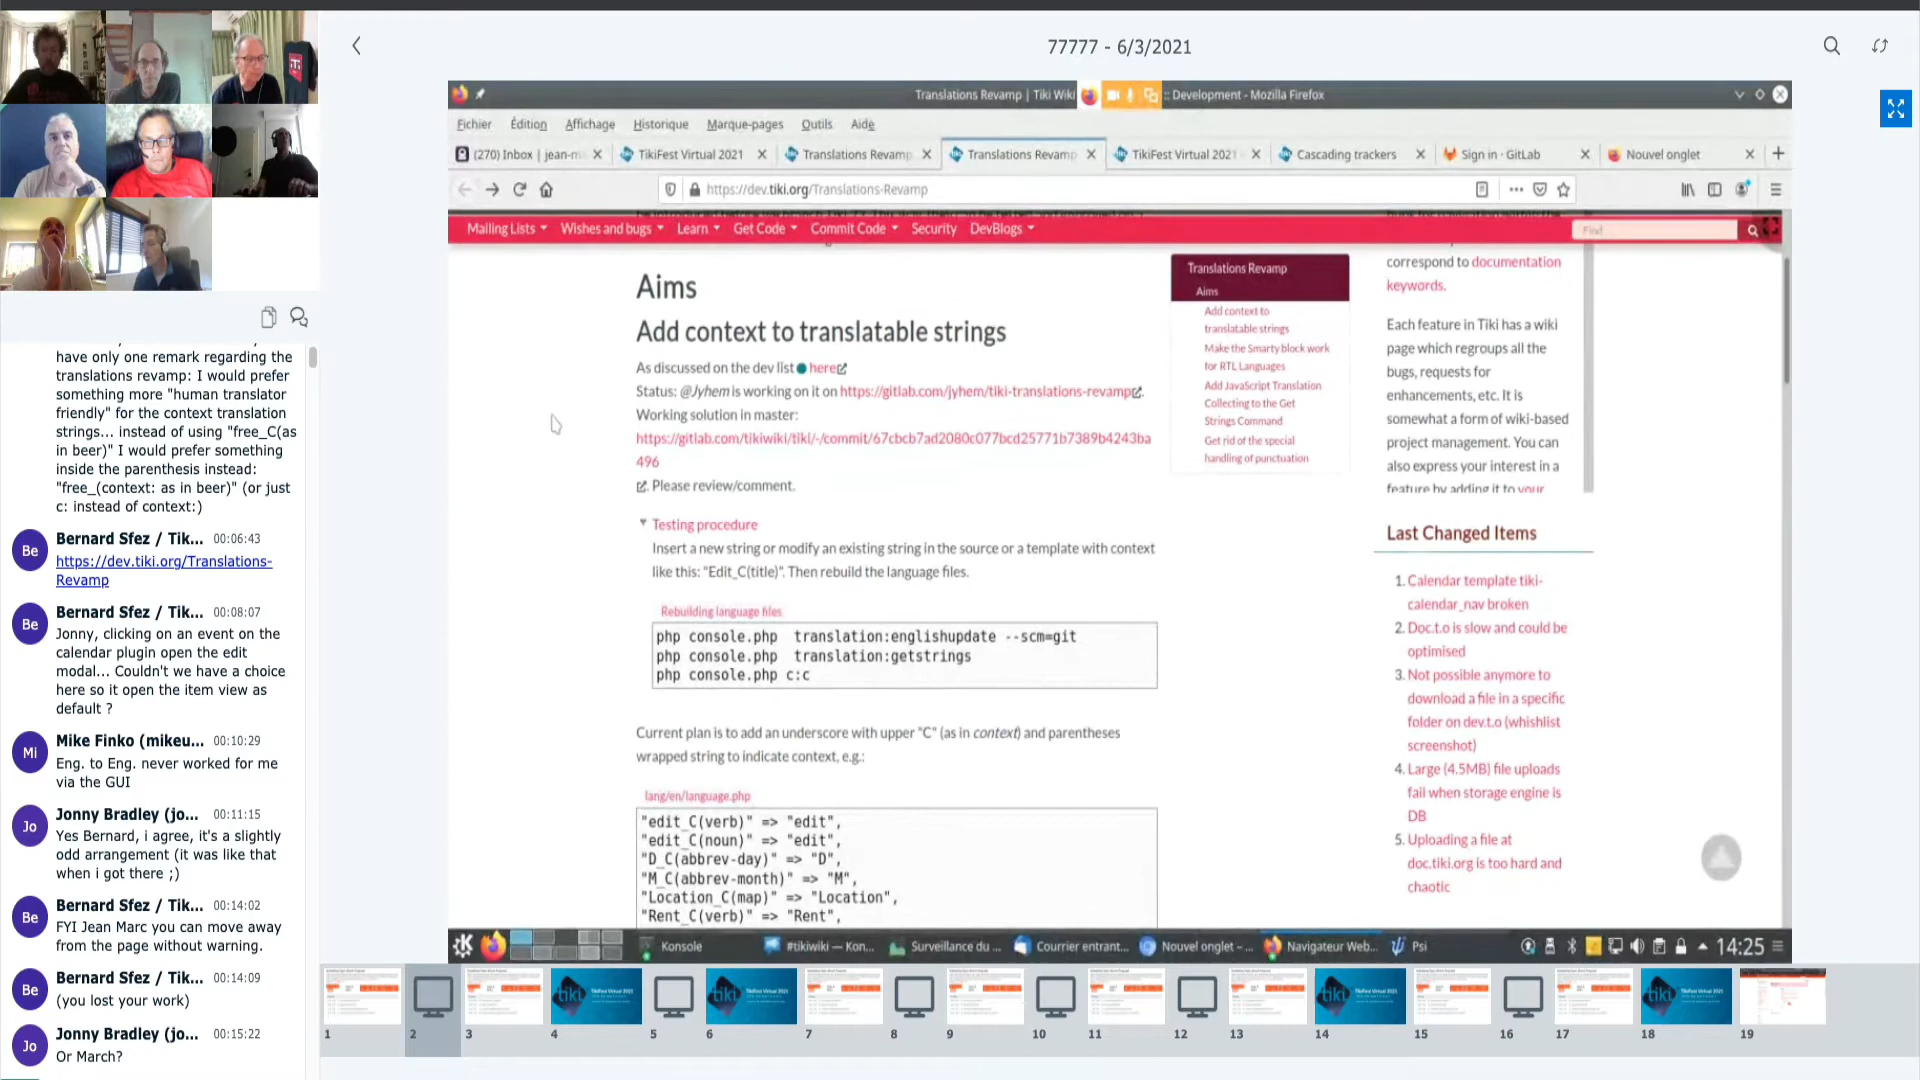 77777 - 6/3/2021
Translations Revamp | Tiki Wiki :: Development - Mozilla Firefox
Fichier Édition Affichage Historique Marque-pages Outils Aide
(270) Inbox | jean-m
TikiFest Virtual 2021
Translations Revamp
Translations Revamp
TikiFest Virtual 2021
Cascading trackers
Sign in · GitLab
Nouvel onglet
https://dev.tiki.org/Translations-Revamp
Mailing Lists Wishes and bugs Learn Get Code Commit Code Security DevBlogs
Find
Aims
Add context to translatable strings
As discussed on the dev list here
Status: @Jyhem is working on it on https://gitlab.com/jyhem/tiki-translations-revamp.
Working solution in master:
https://gitlab.com/tikiwiki/tiki/-/commit/67cbcb7ad2080c077bcd25771b7389b4243ba
496
. Please review/comment.
Testing procedure
Insert a new string or modify an existing string in the source or a template with context
like this: "Edit_C(title)". Then rebuild the language files.
Rebuilding language files
php console.php translation:englishupdate --scm=git
php console.php translation:getstrings
php console.php c:c
Current plan is to add an underscore with upper "C" (as in context) and parentheses
wrapped string to indicate context, e.g.:
lang/en/language.php
"edit_C(verb)" => "edit",
"edit_C(noun)" => "edit",
"D_C(abbrev-day)" => "D",
"M_C(abbrev-month)" => "M",
"Location_C(map)" => "Location",
"Rent_C(verb)" => "Rent",
Translations Revamp
Aims
Add context to
translatable strings
Make the Smarty block work
for RTL Languages
Add JavaScript Translation
Collecting to the Get
Strings Command
Get rid of the special
handling of punctuation
correspond to documentation
keywords.
Each feature in Tiki has a wiki
page which regroups all the
bugs, requests for
enhancements, etc. It is
somewhat a form of wiki-based
project management. You can
also express your interest in a
feature by adding it to your
Last Changed Items
1. Calendar template tiki-
calendar_nav broken
2. Doc.t.o is slow and could be
optimised
3. Not possible anymore to
download a file in a specific
folder on dev.t.o (whishlist
screenshot)
4. Large (4.5MB) file uploads
fail when storage engine is
DB
5. Uploading a file at
doc.tiki.org is too hard and
chaotic
Konsole
#tikiwiki — Kon...
Surveillance du ...
Courrier entrant...
Nouvel onglet – ...
Navigateur Web...
Psi
14:25
have only one remark regarding the
translations revamp: I would prefer
something more "human translator
friendly" for the context translation
strings... instead of using "free_C(as
in beer)" I would prefer something
inside the parenthesis instead:
"free_(context: as in beer)" (or just
c: instead of context:)
Be
Bernard Sfez / Tik... 00:06:43
https://dev.tiki.org/Translations-
Revamp
Be
Bernard Sfez / Tik... 00:08:07
Jonny, clicking on an event on the
calendar plugin open the edit
modal... Couldn't we have a choice
here so it open the item view as
default ?
Mi
Mike Finko (mikeu... 00:10:29
Eng. to Eng. never worked for me
via the GUI
Jo
Jonny Bradley (jo... 00:11:15
Yes Bernard, i agree, it's a slightly
odd arrangement (it was like that
when i got there ;)
Be
Bernard Sfez / Tik... 00:14:02
FYI Jean Marc you can move away
from the page without warning.
Be
Bernard Sfez / Tik... 00:14:09
(you lost your work)
Jo
Jonny Bradley (jo... 00:15:22
Or March?
1 2 3 4 5 6 7 8 9 10 11 12 13 14 15 16 17 18 19